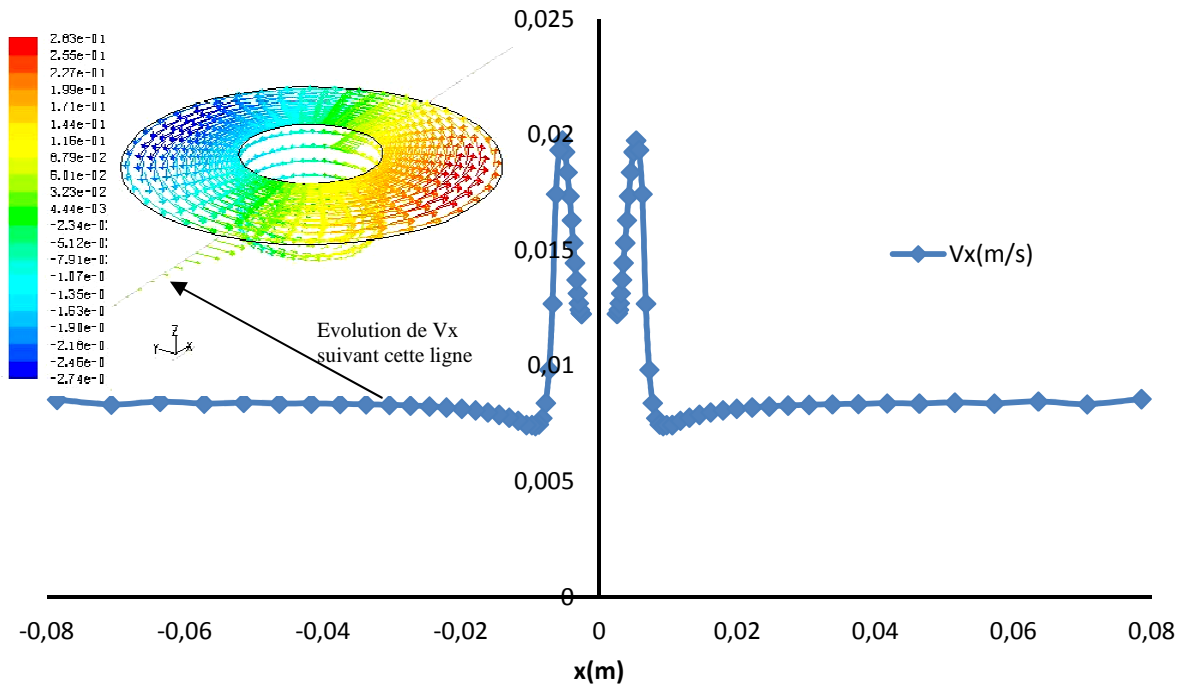 0,025
0,02
0,015
0,01
0,005
0
-0,08
-0,06
-0,04
-0,02
0
0,02
0,04
0,06
0,08
x(m)
Vx(m/s)
Evolution de Vx
suivant cette ligne
2.83e-01
2.55e-01
2.27e-01
1.99e-01
1.71e-01
1.44e-01
1.16e-01
8.79e-02
6.01e-02
3.23e-02
4.44e-03
-2.34e-0
-5.12e-0
-7.91e-0
-1.07e-0
-1.35e-0
-1.63e-0
-1.90e-0
-2.18e-0
-2.46e-0
-2.74e-0
Z
Y
X